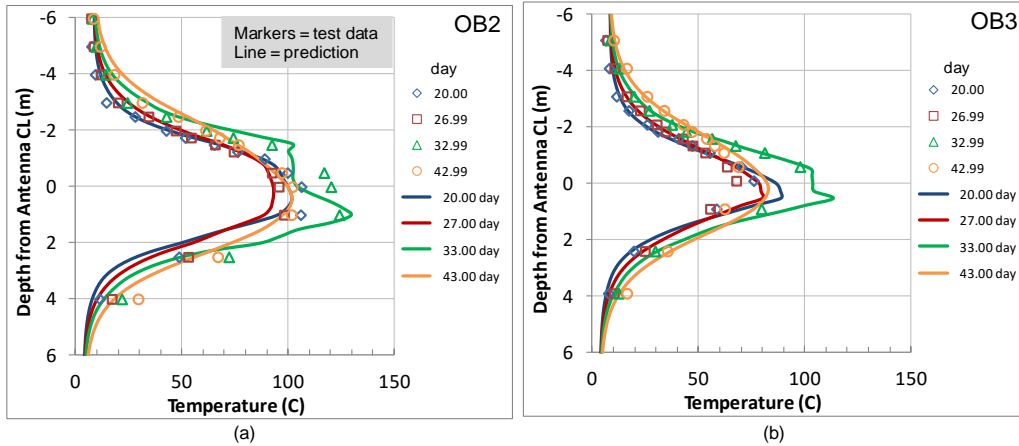 OB2
Markers = test data
Line = prediction
-6
-4
-2
0
2
4
6
Depth from Antenna CL (m)
0
50
100
150
Temperature (C)
day
20.00
26.99
32.99
42.99
20.00 day
27.00 day
33.00 day
43.00 day
(a)
OB3
-6
-4
-2
0
2
4
6
Depth from Antenna CL (m)
0
50
100
150
Temperature (C)
day
20.00
26.99
32.99
42.99
20.00 day
27.00 day
33.00 day
43.00 day
(b)